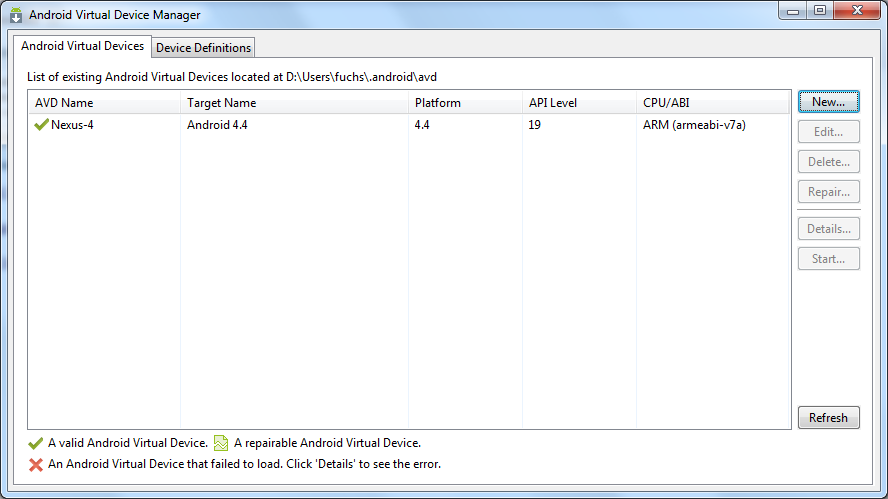 Android Virtual Device Manager
Android Virtual Devices Device Definitions
List of existing Android Virtual Devices located at D:\Users\fuchs\.android\avd
AVD Name Target Name Platform API Level CPU/ABI
Nexus-4 Android 4.4 4.4 19 ARM (armeabi-v7a)
New...
Edit...
Delete...
Repair...
Details...
Start...
Refresh
A valid Android Virtual Device. A repairable Android Virtual Device.
An Android Virtual Device that failed to load. Click 'Details' to see the error.